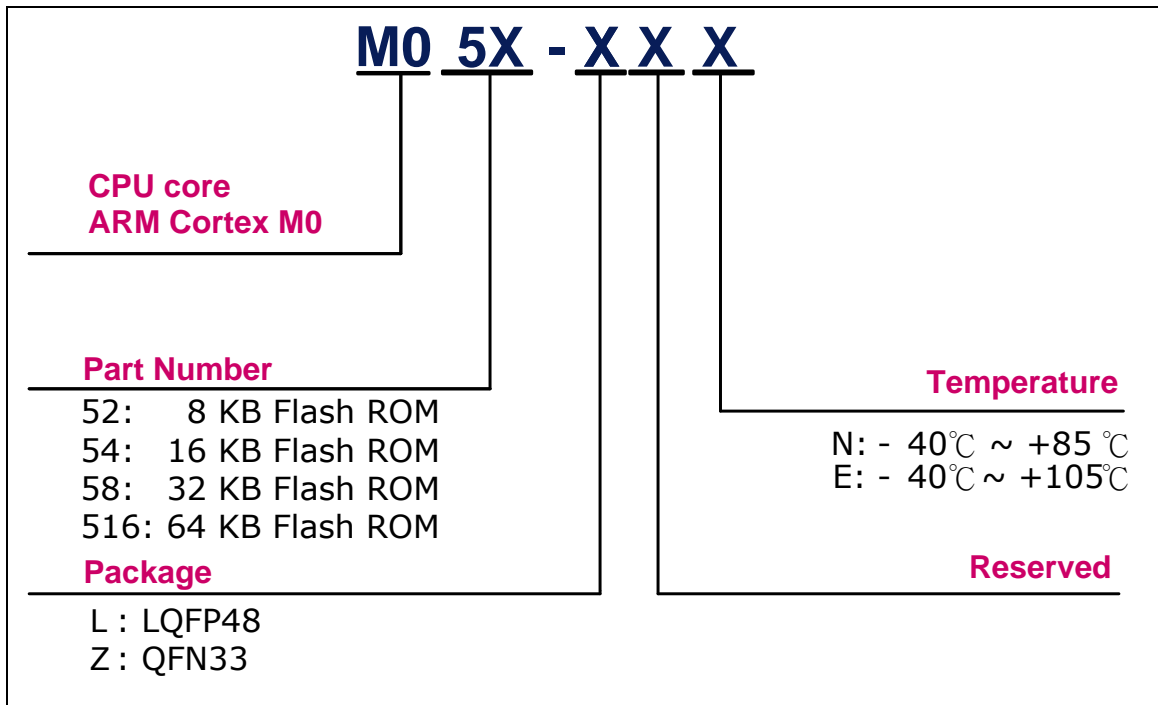 M0 5X - X X X
CPU core
ARM Cortex M0
Part Number
52: 8 KB Flash ROM
54: 16 KB Flash ROM
58: 32 KB Flash ROM
516: 64 KB Flash ROM
Package
L : LQFP48
Z : QFN33
Temperature
N: - 40℃ ~ +85 ℃
E: - 40℃ ~ +105℃
Reserved